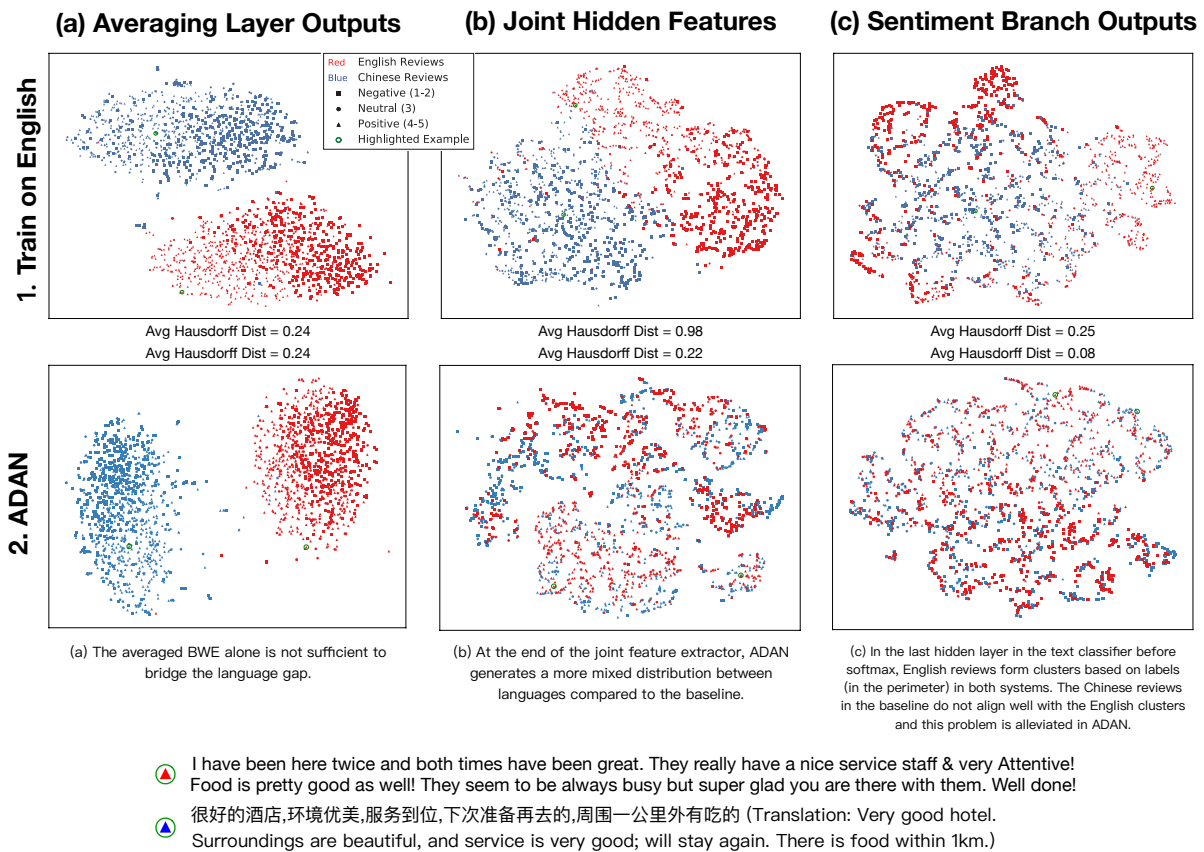 (a) Averaging Layer Outputs
(b) Joint Hidden Features
(c) Sentiment Branch Outputs
1. Train on English
Red English Reviews
Blue Chinese Reviews
Negative (1-2)
Neutral (3)
Positive (4-5)
Highlighted Example
Avg Hausdorff Dist = 0.24
Avg Hausdorff Dist = 0.98
Avg Hausdorff Dist = 0.25
Avg Hausdorff Dist = 0.24
Avg Hausdorff Dist = 0.22
Avg Hausdorff Dist = 0.08
2. ADAN
(a) The averaged BWE alone is not sufficient to
bridge the language gap.
(b) At the end of the joint feature extractor, ADAN
generates a more mixed distribution between
languages compared to the baseline.
(c) In the last hidden layer in the text classifier before
softmax, English reviews form clusters based on labels
(in the perimeter) in both systems. The Chinese reviews
in the baseline do not align well with the English clusters
and this problem is alleviated in ADAN.
I have been here twice and both times have been great. They really have a nice service staff & very Attentive!
Food is pretty good as well! They seem to be always busy but super glad you are there with them. Well done!
很好的酒店,环境优美,服务到位,下次准备再去的,周围一公里外有吃的 (Translation: Very good hotel.
Surroundings are beautiful, and service is very good; will stay again. There is food within 1km.)